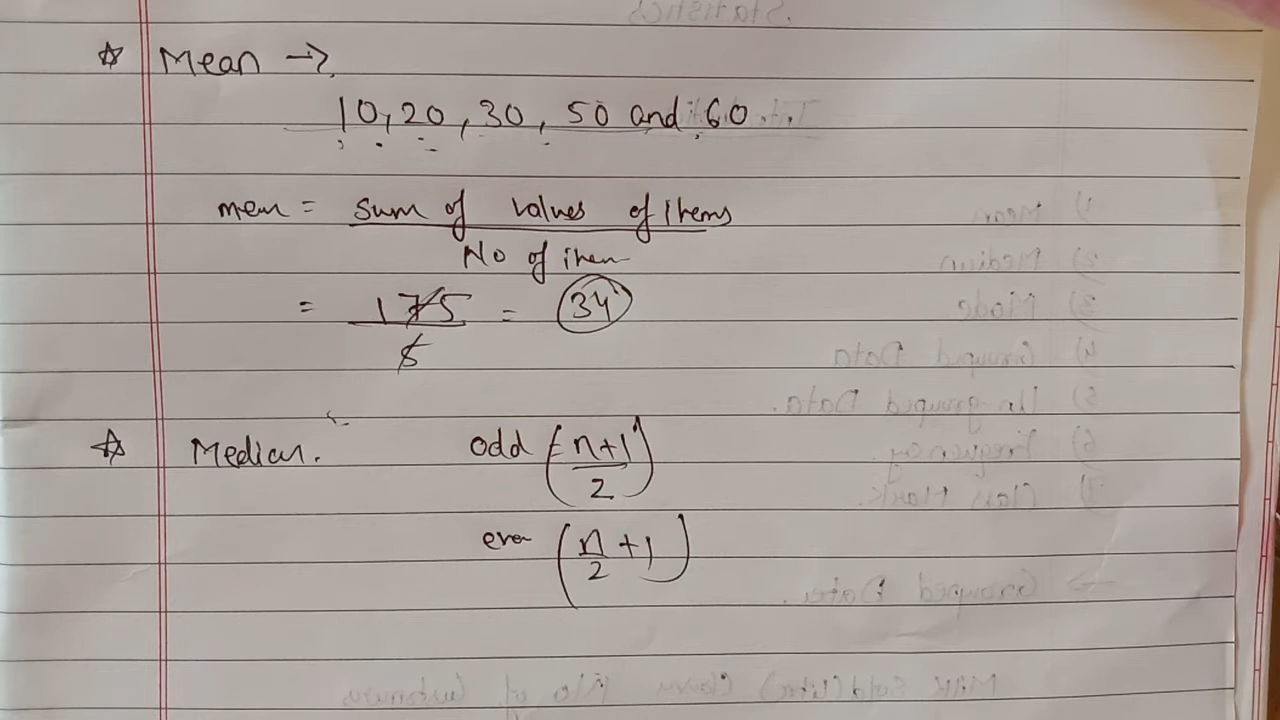 ☆ Mean →
10, 20, 30, 50 and 60
mean = sum of values of items
No of item
= 175 = 34
5
☆ Median.
odd (n+1)
2
even (n + 1)
2